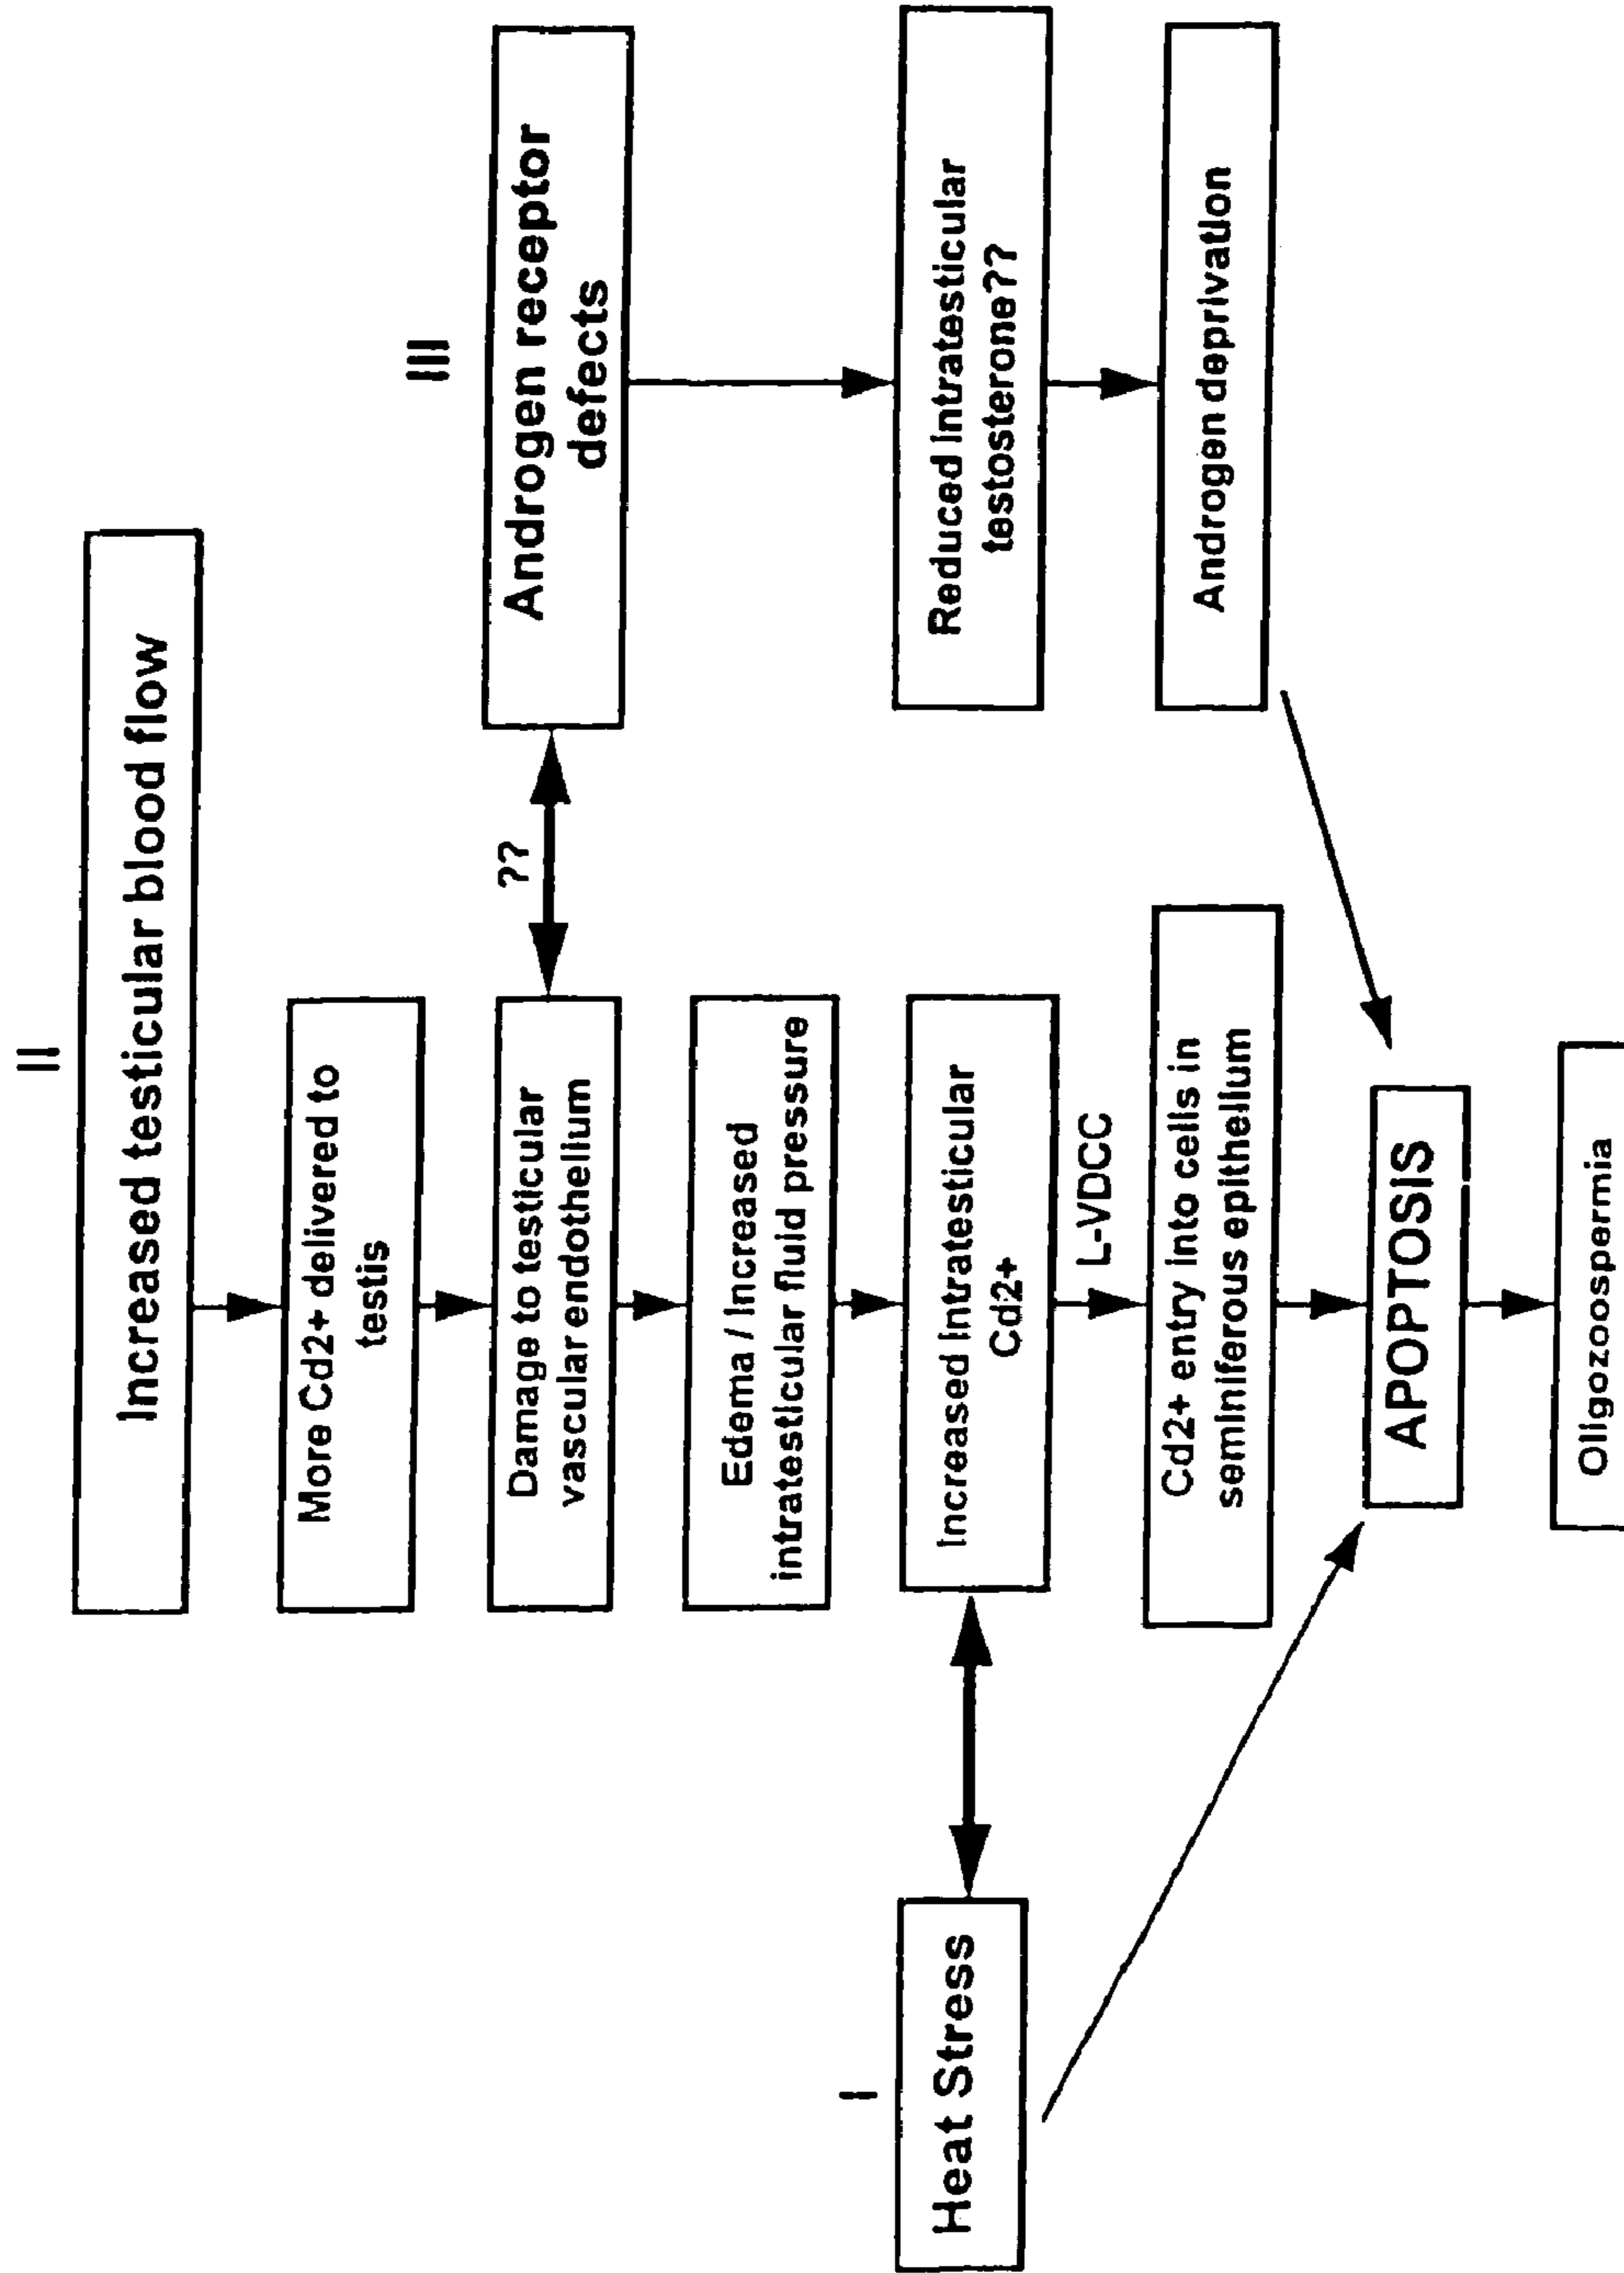 II
Increased testicular blood flow
More Cd2+ delivered to
testis
III
Damage to testicular
vascular endothelium
??
Androgen receptor
defects
Edema / Increased
intratesticular fluid pressure
I
Heat Stress
Increased Intratesticular
Cd2+
Reduced intratesticular
testosterone??
L-VDCC
Cd2+ entry into cells in
seminiferous epithelium
Androgen deprivation
APOPTOSIS
Oligozoospermia